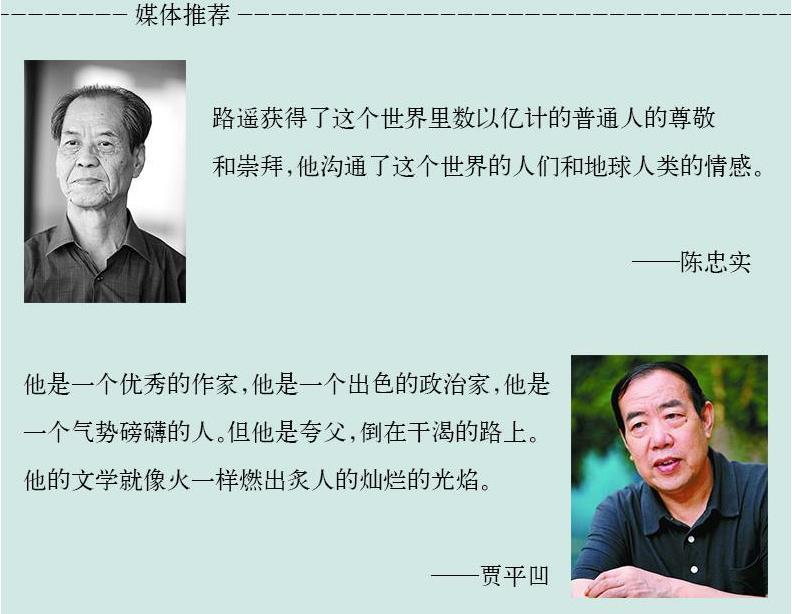 媒体推荐
路遥获得了这个世界里数以亿计的普通人的尊敬
和崇拜，他沟通了这个世界的人们和地球人类的情感。
——陈忠实
他是一个优秀的作家，他是一个出色的政治家，他是
一个气势磅礴的人。但他是夸父，倒在干渴的路上。
他的文学就像火一样燃出炙人的灿烂的光焰。
——贾平凹